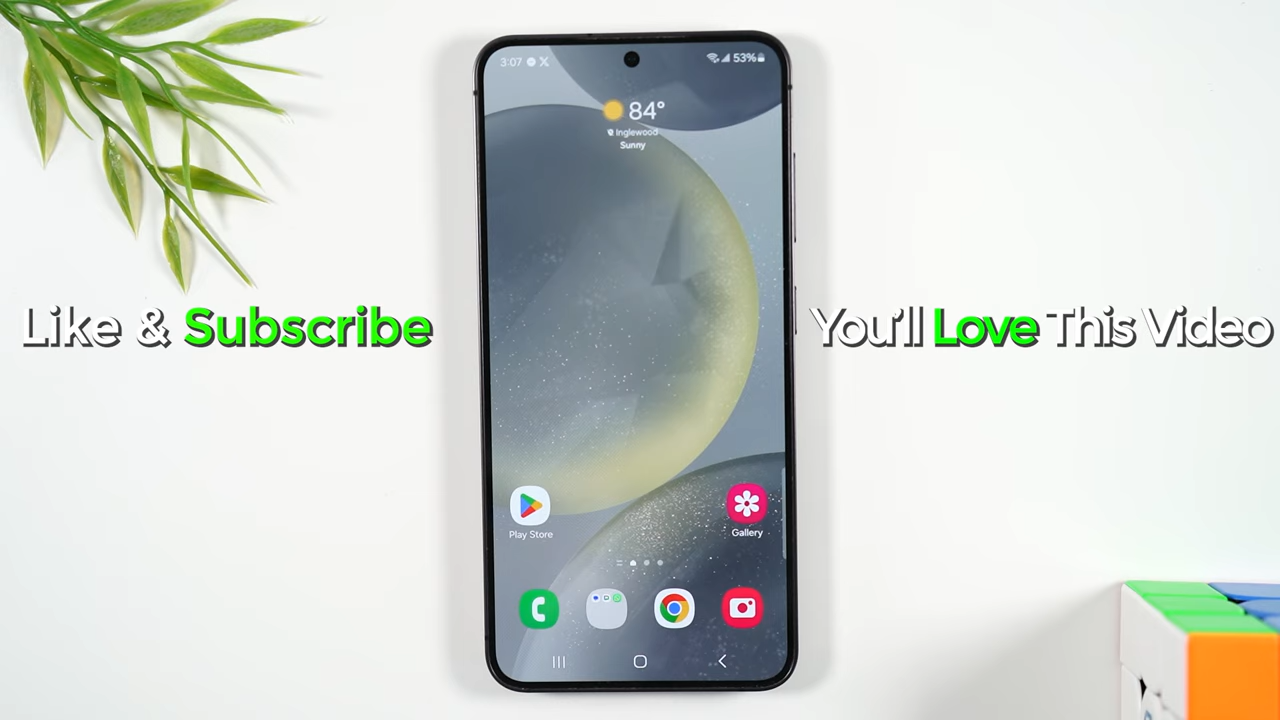 3:07
53%
84°
Inglewood
Sunny
Like & Subscribe
You'll Love This Video
Play Store
Gallery